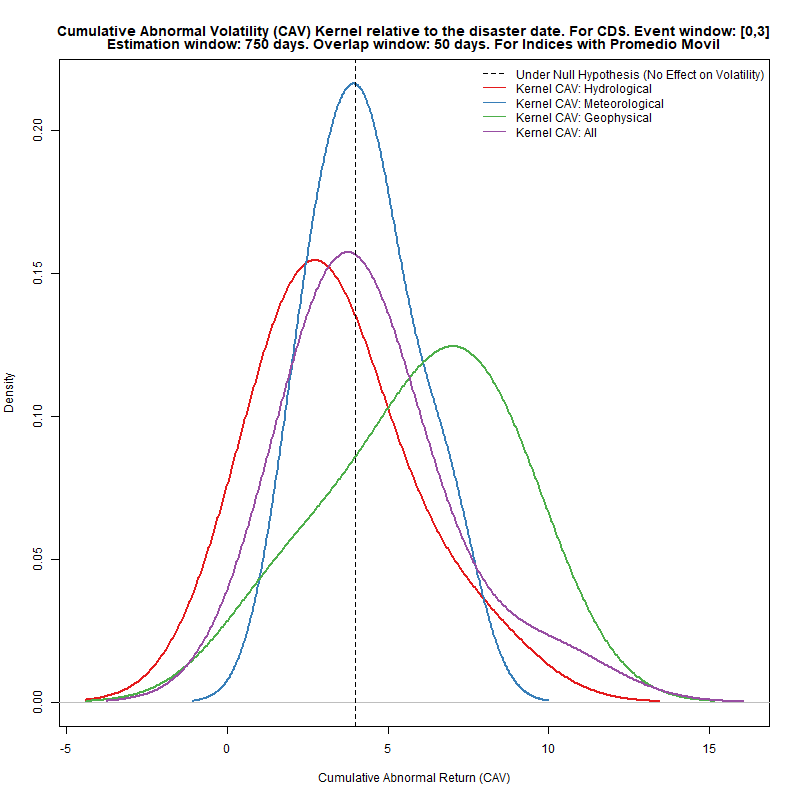 Cumulative Abnormal Volatility (CAV) Kernel relative to the disaster date. For CDS. Event window: [0,3]
Estimation window: 750 days. Overlap window: 50 days. For Indices with Promedio Movil
Under Null Hypothesis (No Effect on Volatility)
Kernel CAV: Hydrological
Kernel CAV: Meteorological
Kernel CAV: Geophysical
Kernel CAV: All
Density
0.20
0.15
0.10
0.05
0.00
-5 0 5 10 15
Cumulative Abnormal Return (CAV)